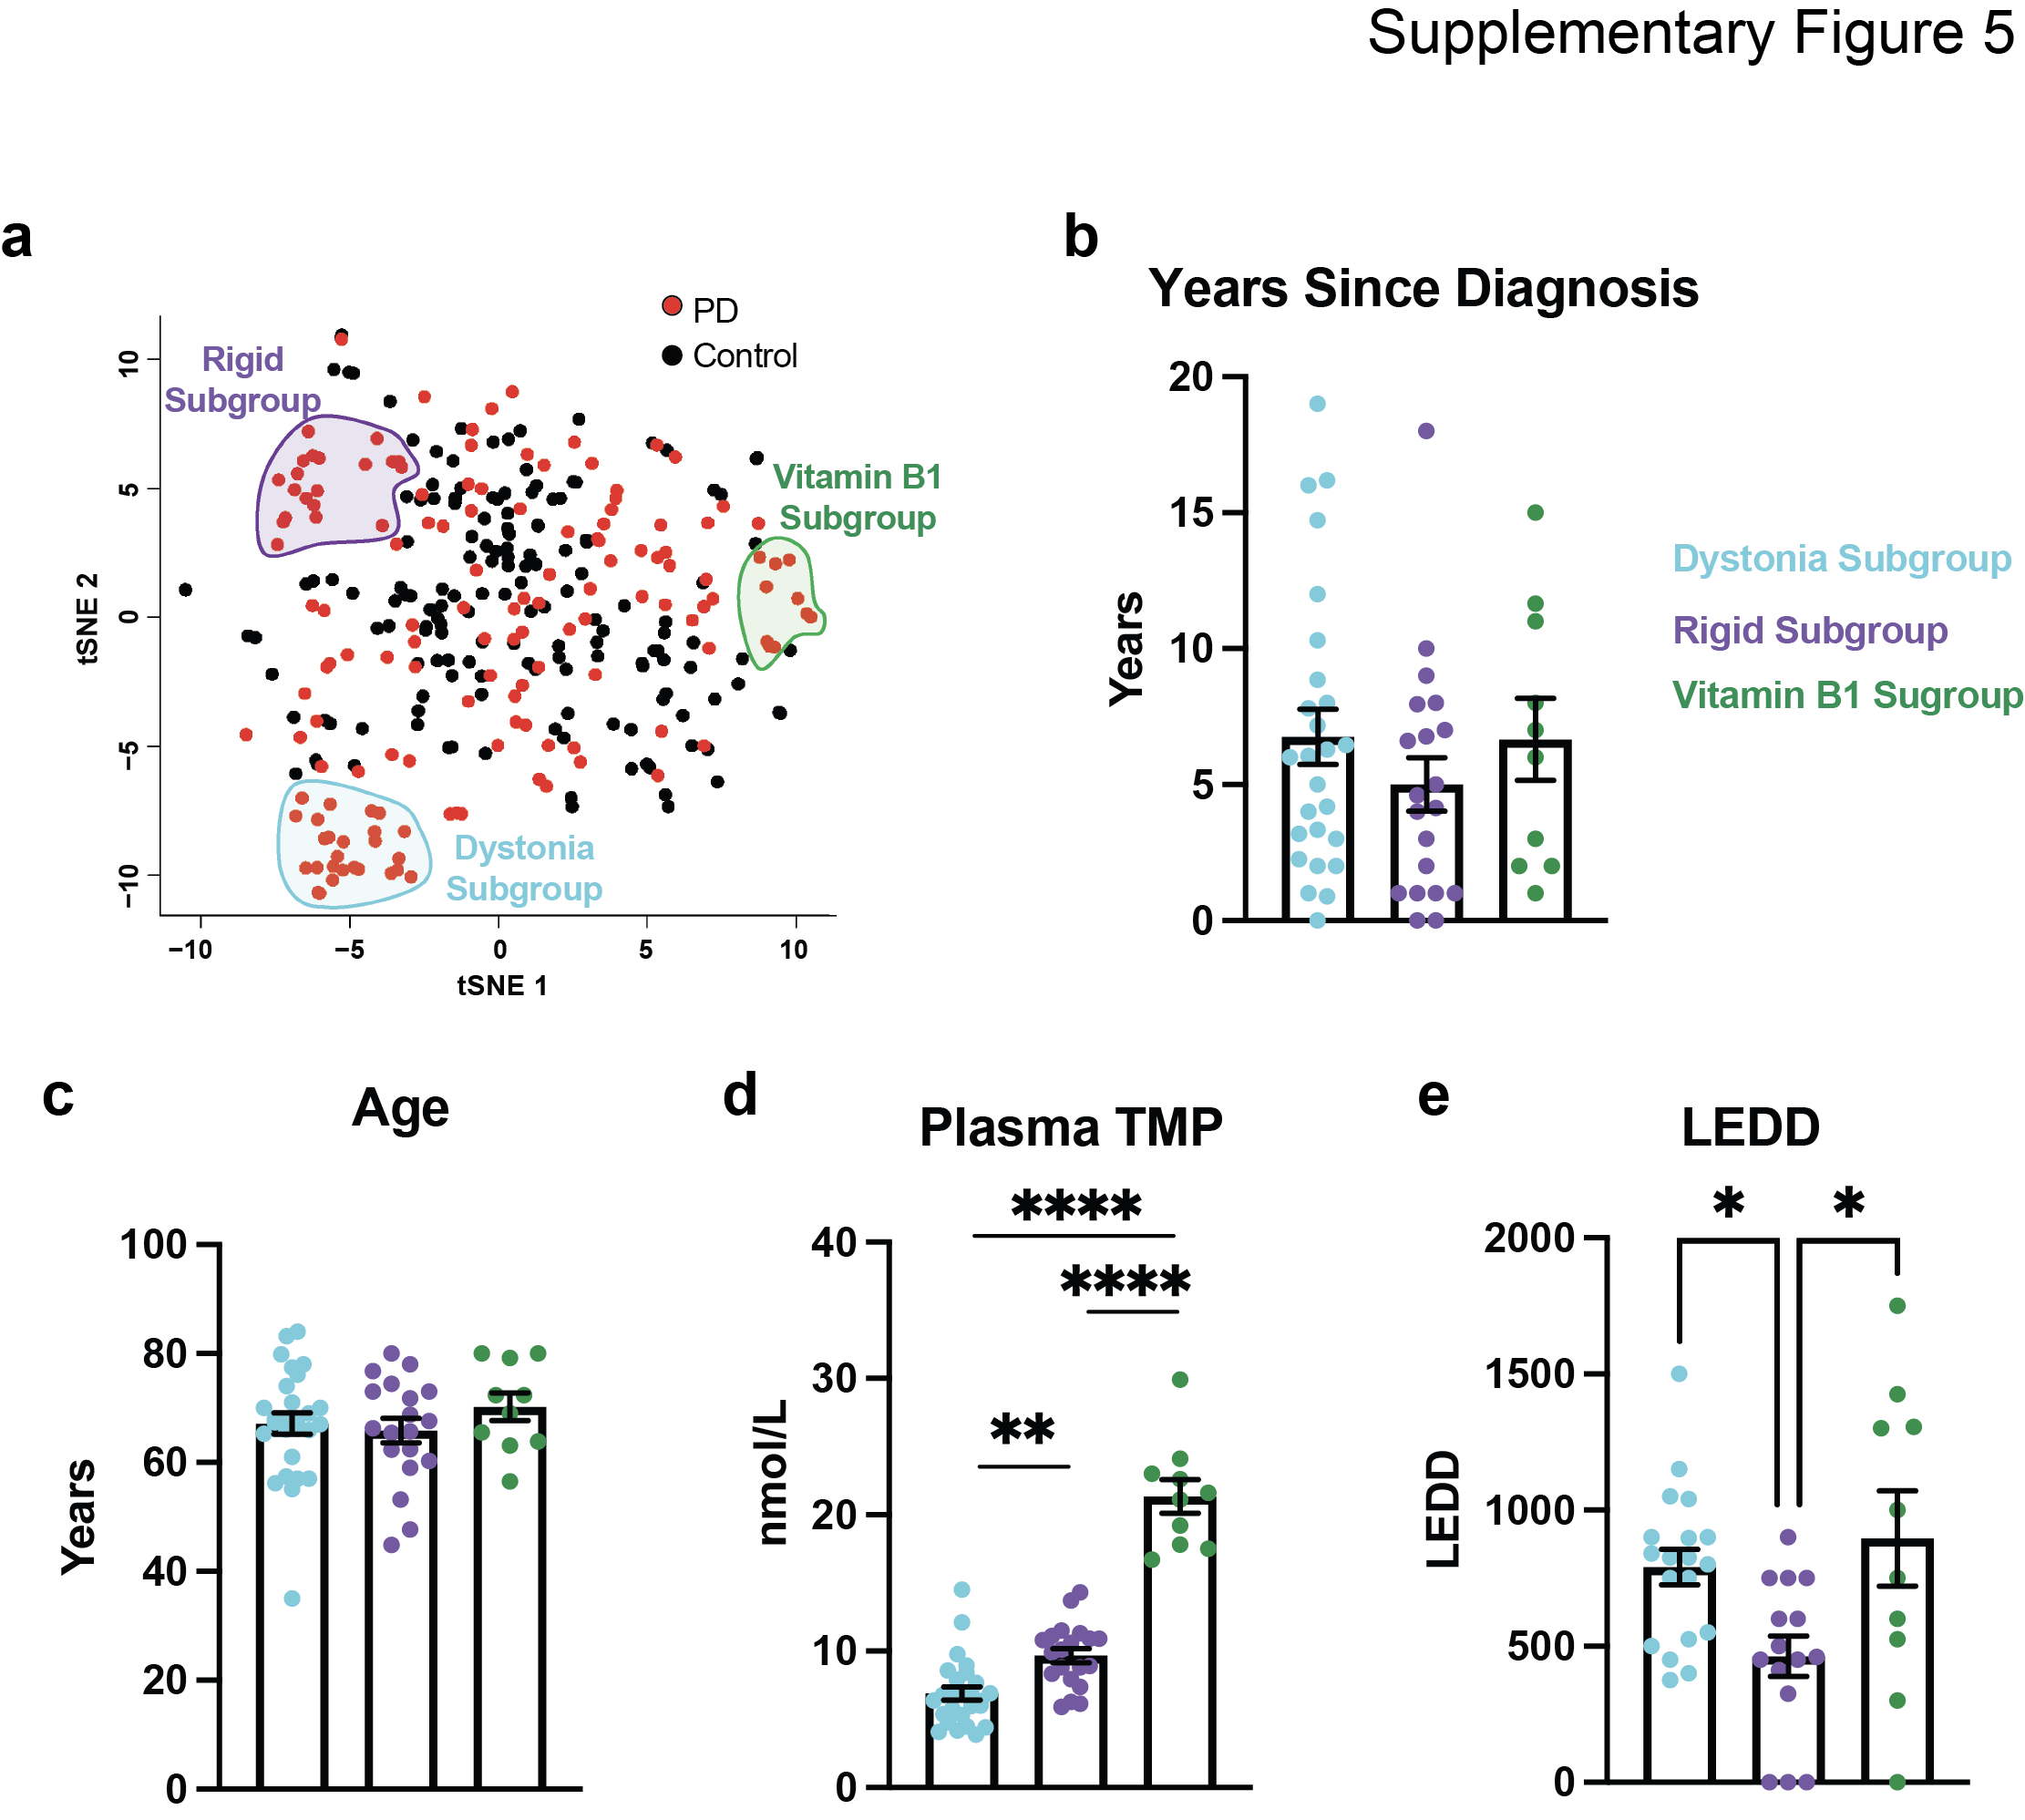 Supplementary Figure 5
a
PD
Control
Rigid
Subgroup
Vitamin B1
Subgroup
Dystonia
Subgroup
10
5
0
−5
−10
tSNE 2
−10
−5
0
5
10
tSNE 1
b
Years Since Diagnosis
20
15
10
5
0
Years
Dystonia Subgroup
Rigid Subgroup
Vitamin B1 Sugroup
c
Age
100
80
60
40
20
0
Years
d
Plasma TMP
****
****
**
40
30
20
10
0
nmol/L
e
LEDD
*
*
2000
1500
1000
500
0
LEDD